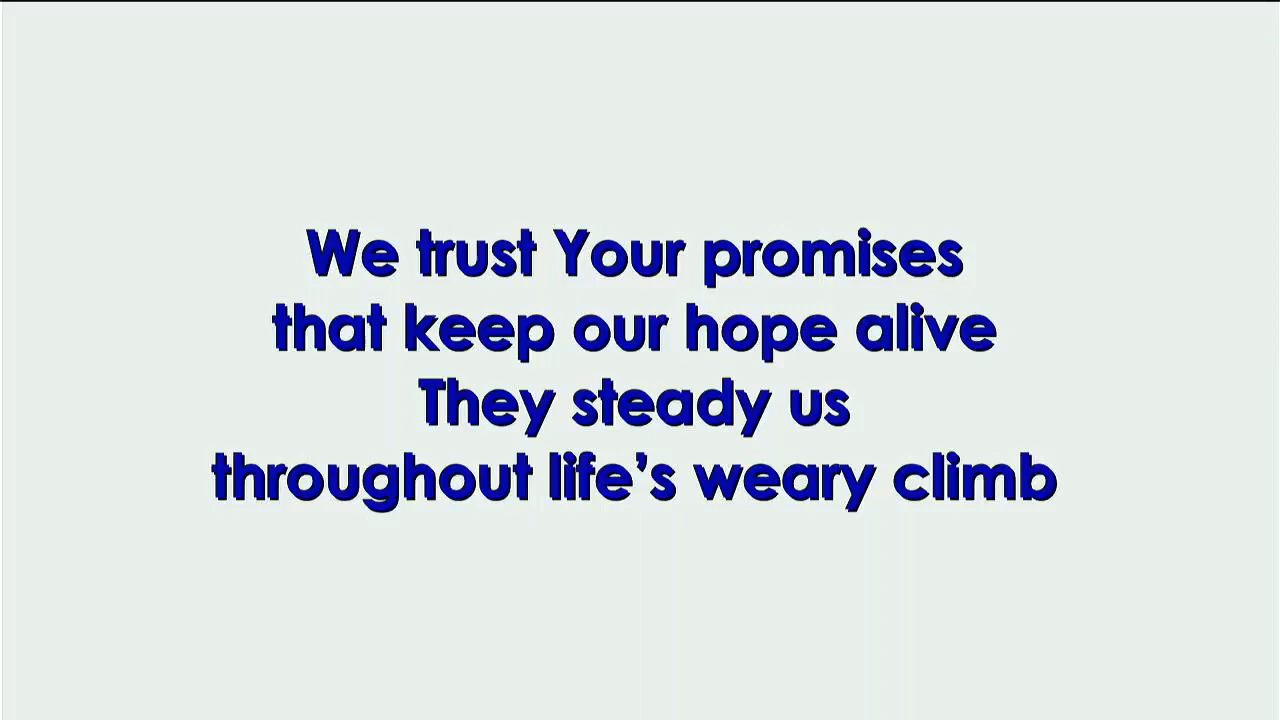 We trust Your promises
that keep our hope alive
They steady us
throughout life’s weary climb